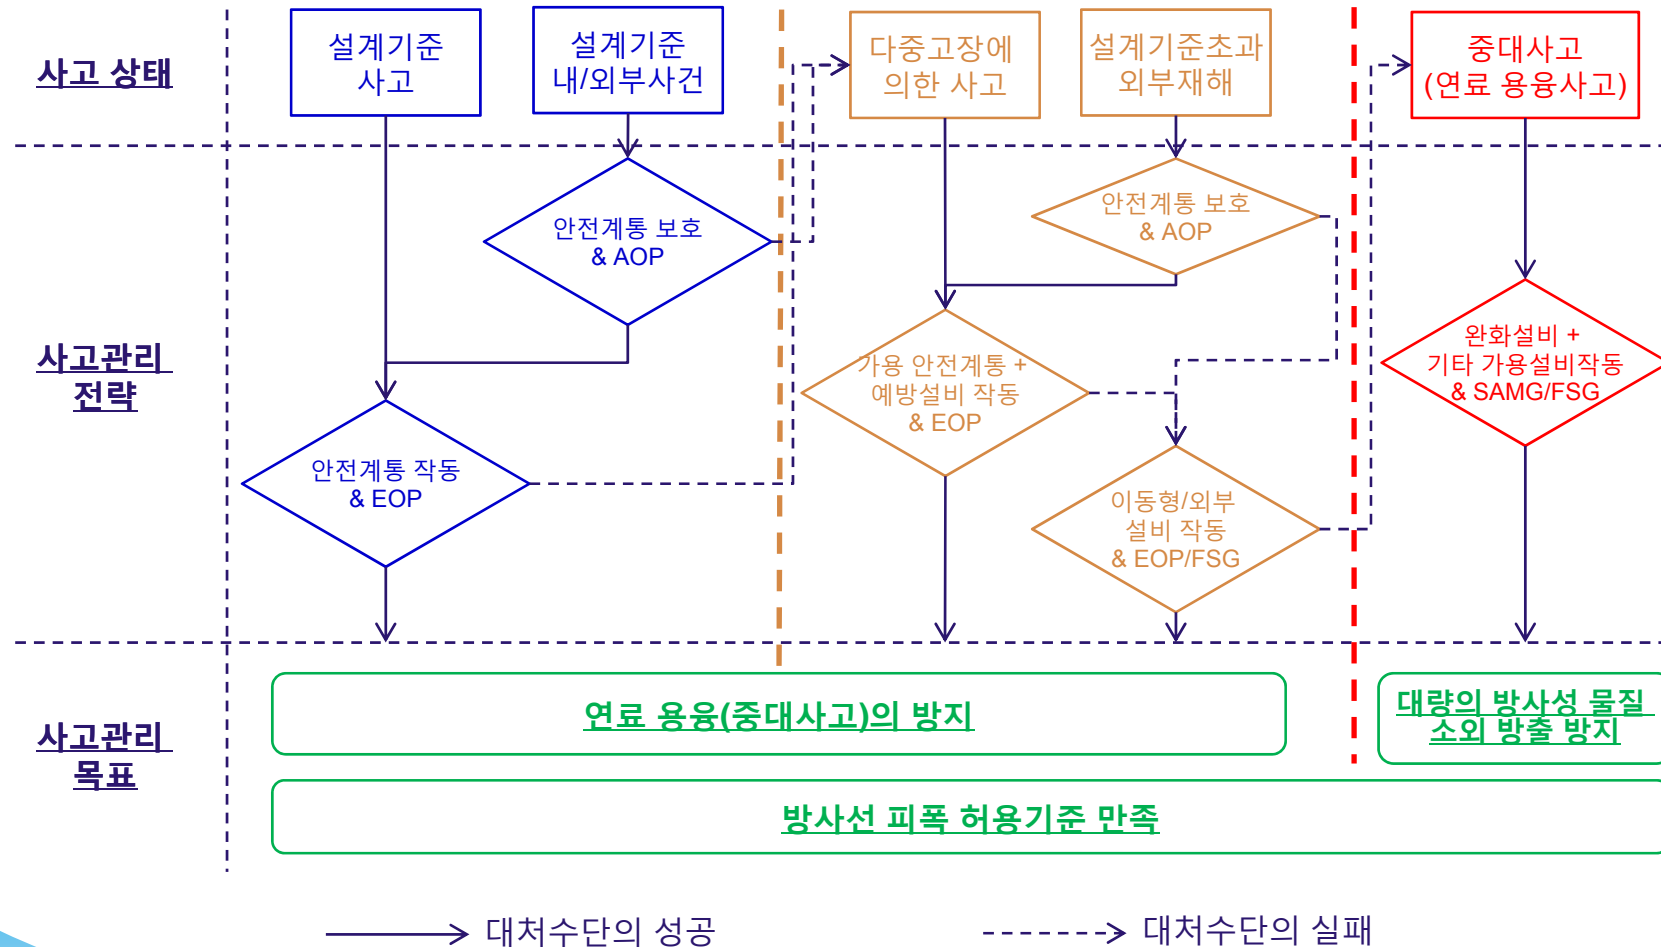 사고 상태
설계기준
사고
설계기준
내/외부사건
다중고장에
의한 사고
설계기준초과
외부재해
중대사고
(연료 용융사고)
사고관리
전략
안전계통 보호
& AOP
안전계통 보호
& AOP
가용 안전계통 +
예방설비 작동
& EOP
완화설비 +
기타 가용설비작동
& SAMG/FSG
안전계통 작동
& EOP
이동형/외부
설비 작동
& EOP/FSG
사고관리
목표
연료 용융(중대사고)의 방지
대량의 방사성 물질
소외 방출 방지
방사선 피폭 허용기준 만족
대처수단의 성공
대처수단의 실패